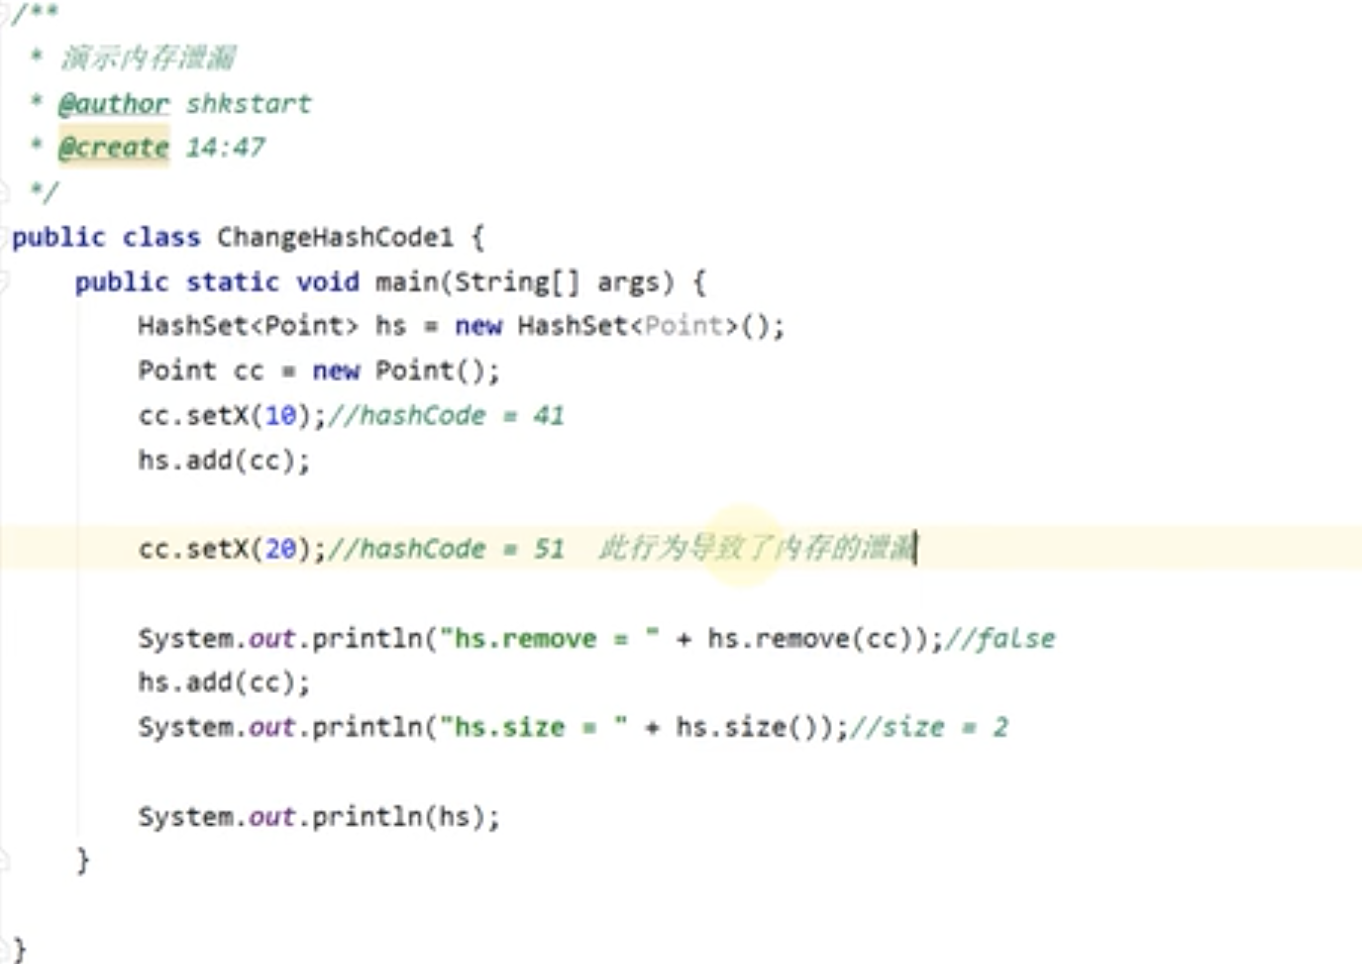 /**
* 演示内存泄漏
* @author shkstart
* @create 14:47
*/
public class ChangeHashCode1 {
public static void main(String[] args) {
HashSet<Point> hs = new HashSet<Point>();
Point cc = new Point();
cc.setX(10);//hashCode = 41
hs.add(cc);
cc.setX(20);//hashCode = 51 此行为导致了内存的泄漏
System.out.println("hs.remove = " + hs.remove(cc));//false
hs.add(cc);
System.out.println("hs.size = " + hs.size());//size = 2
System.out.println(hs);
}
}